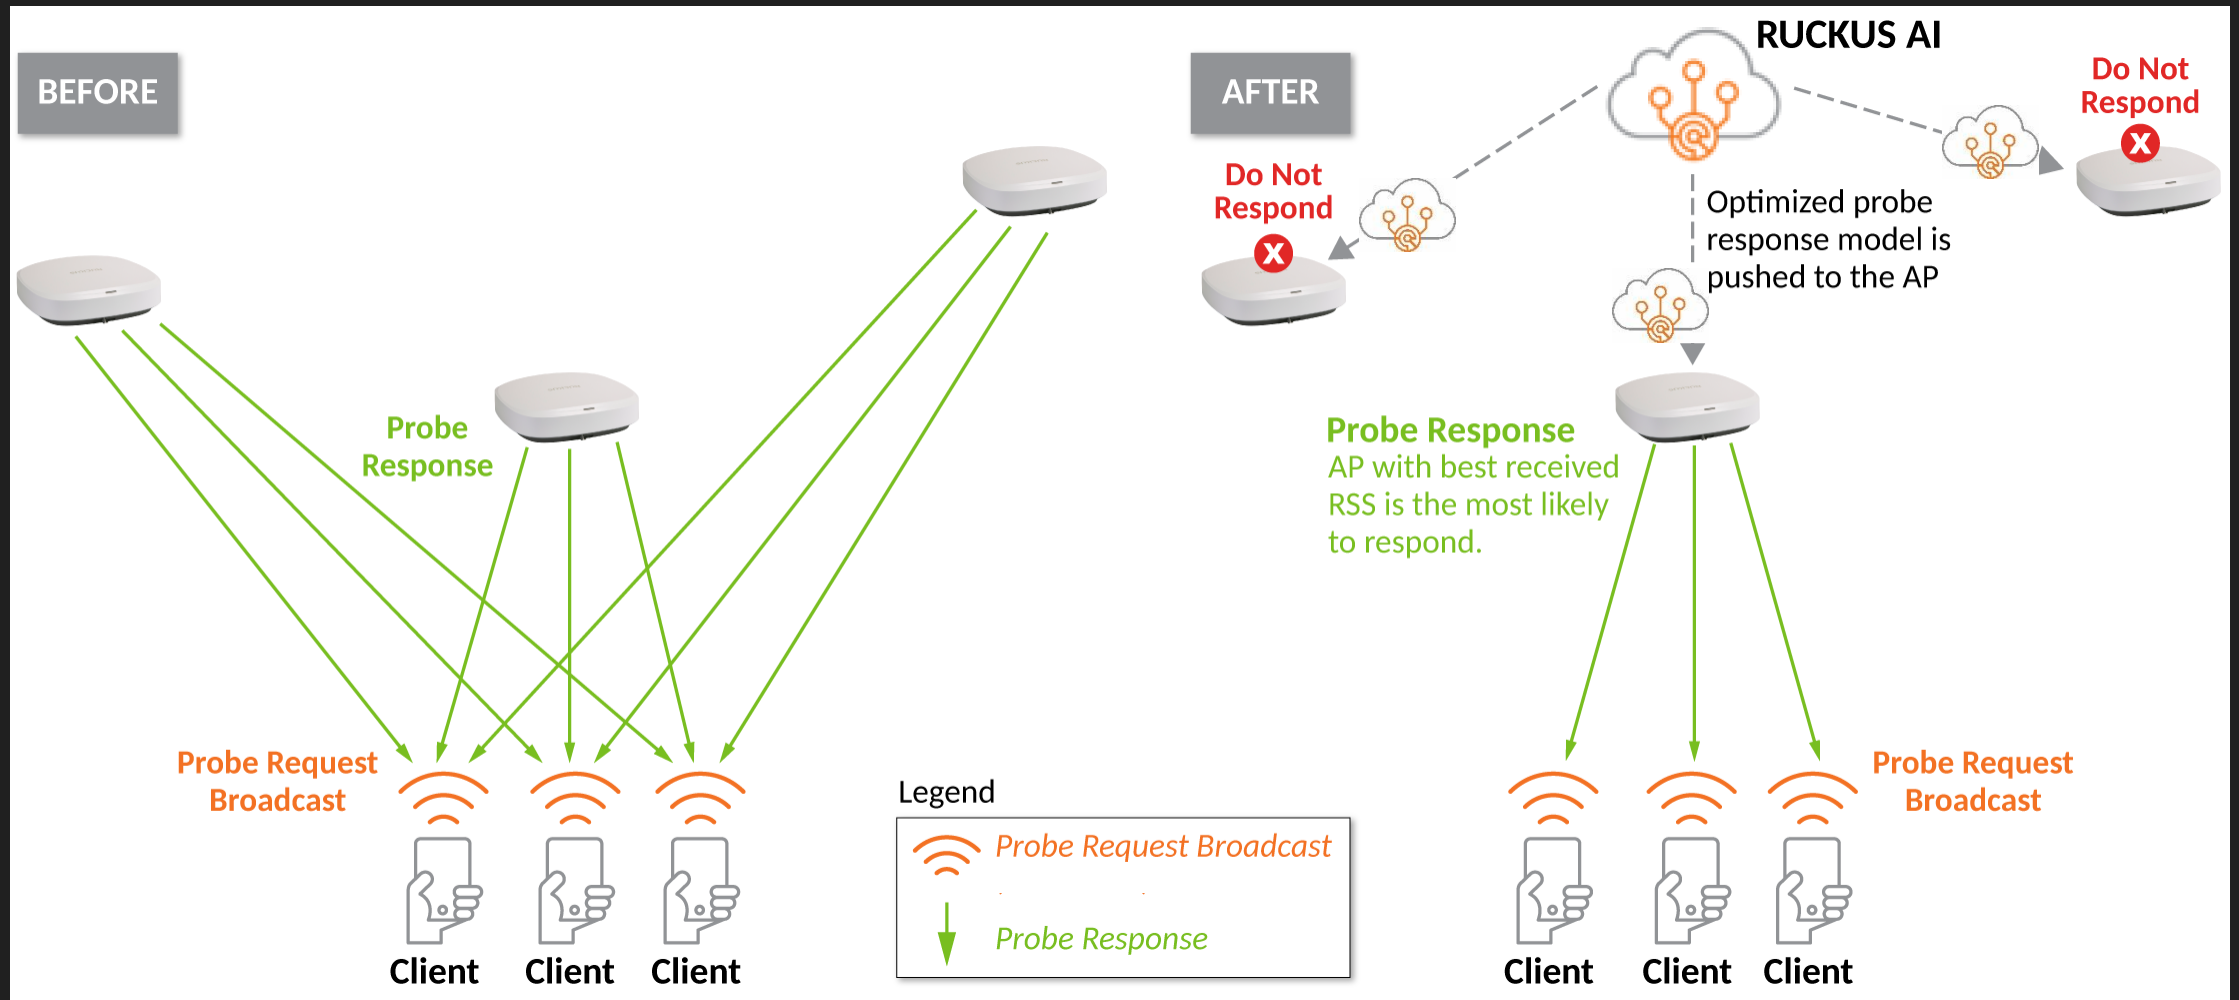 BEFORE
Probe
Response
Probe Request
Broadcast
Client
Client
Client
Legend
Probe Request Broadcast
Probe Response
AFTER
RUCKUS AI
Do Not
Respond
X
Do Not
Respond
X
Optimized probe
response model is
pushed to the AP
Probe Response
AP with best received
RSS is the most likely
to respond.
Probe Request
Broadcast
Client
Client
Client